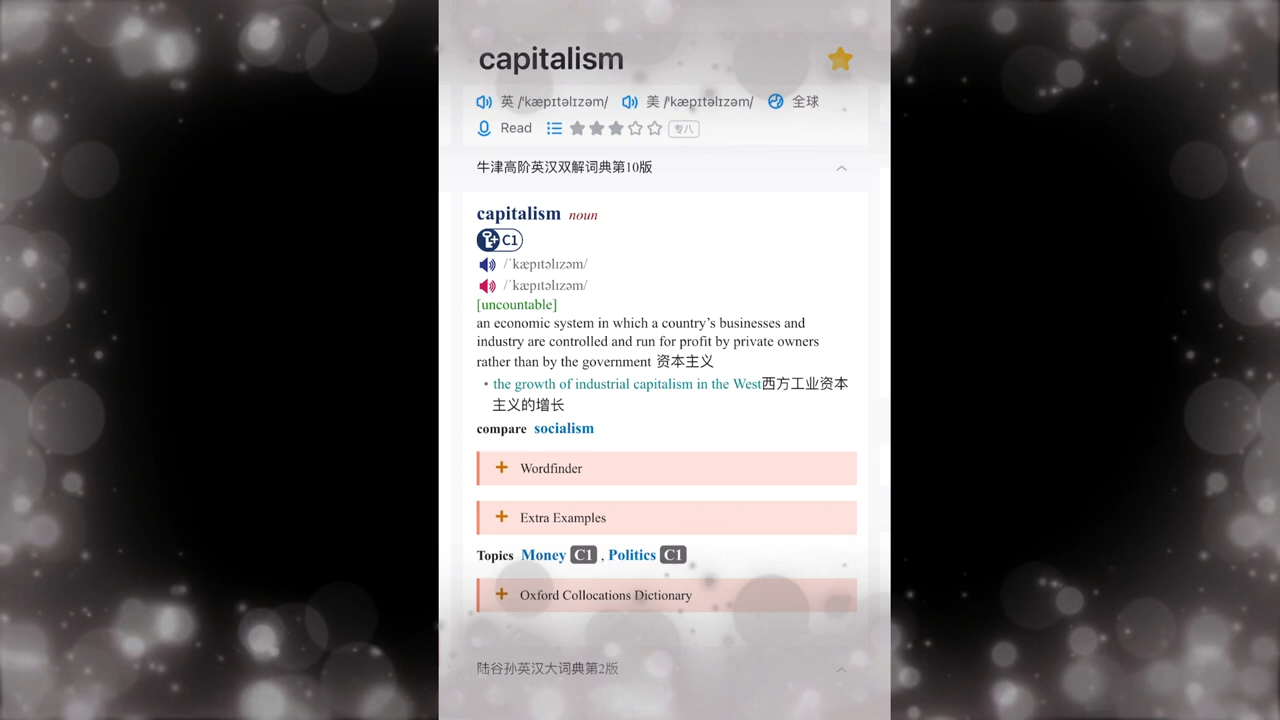 capitalism
英 /ˈkæpɪtəlɪzəm/ 美 /ˈkæpɪtəlɪzəm/ 全球
Read 专八
牛津高阶英汉双解词典第10版
capitalism noun
C1
/ˈkæpɪtəlɪzəm/
/ˈkæpɪtəlɪzəm/
[uncountable]
an economic system in which a country’s businesses and
industry are controlled and run for profit by private owners
rather than by the government 资本主义
• the growth of industrial capitalism in the West西方工业资本
主义的增长
compare socialism
+ Wordfinder
+ Extra Examples
Topics Money C1 , Politics C1
+ Oxford Collocations Dictionary
陆谷孙英汉大词典第2版